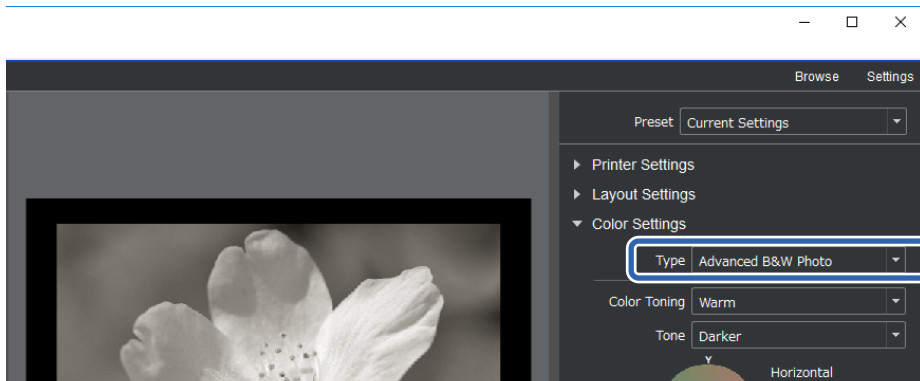 Browse Settings
Preset Current Settings
Printer Settings
Layout Settings
Color Settings
Type Advanced B&W Photo
Color Toning Warm
Tone Darker
Y
Horizontal